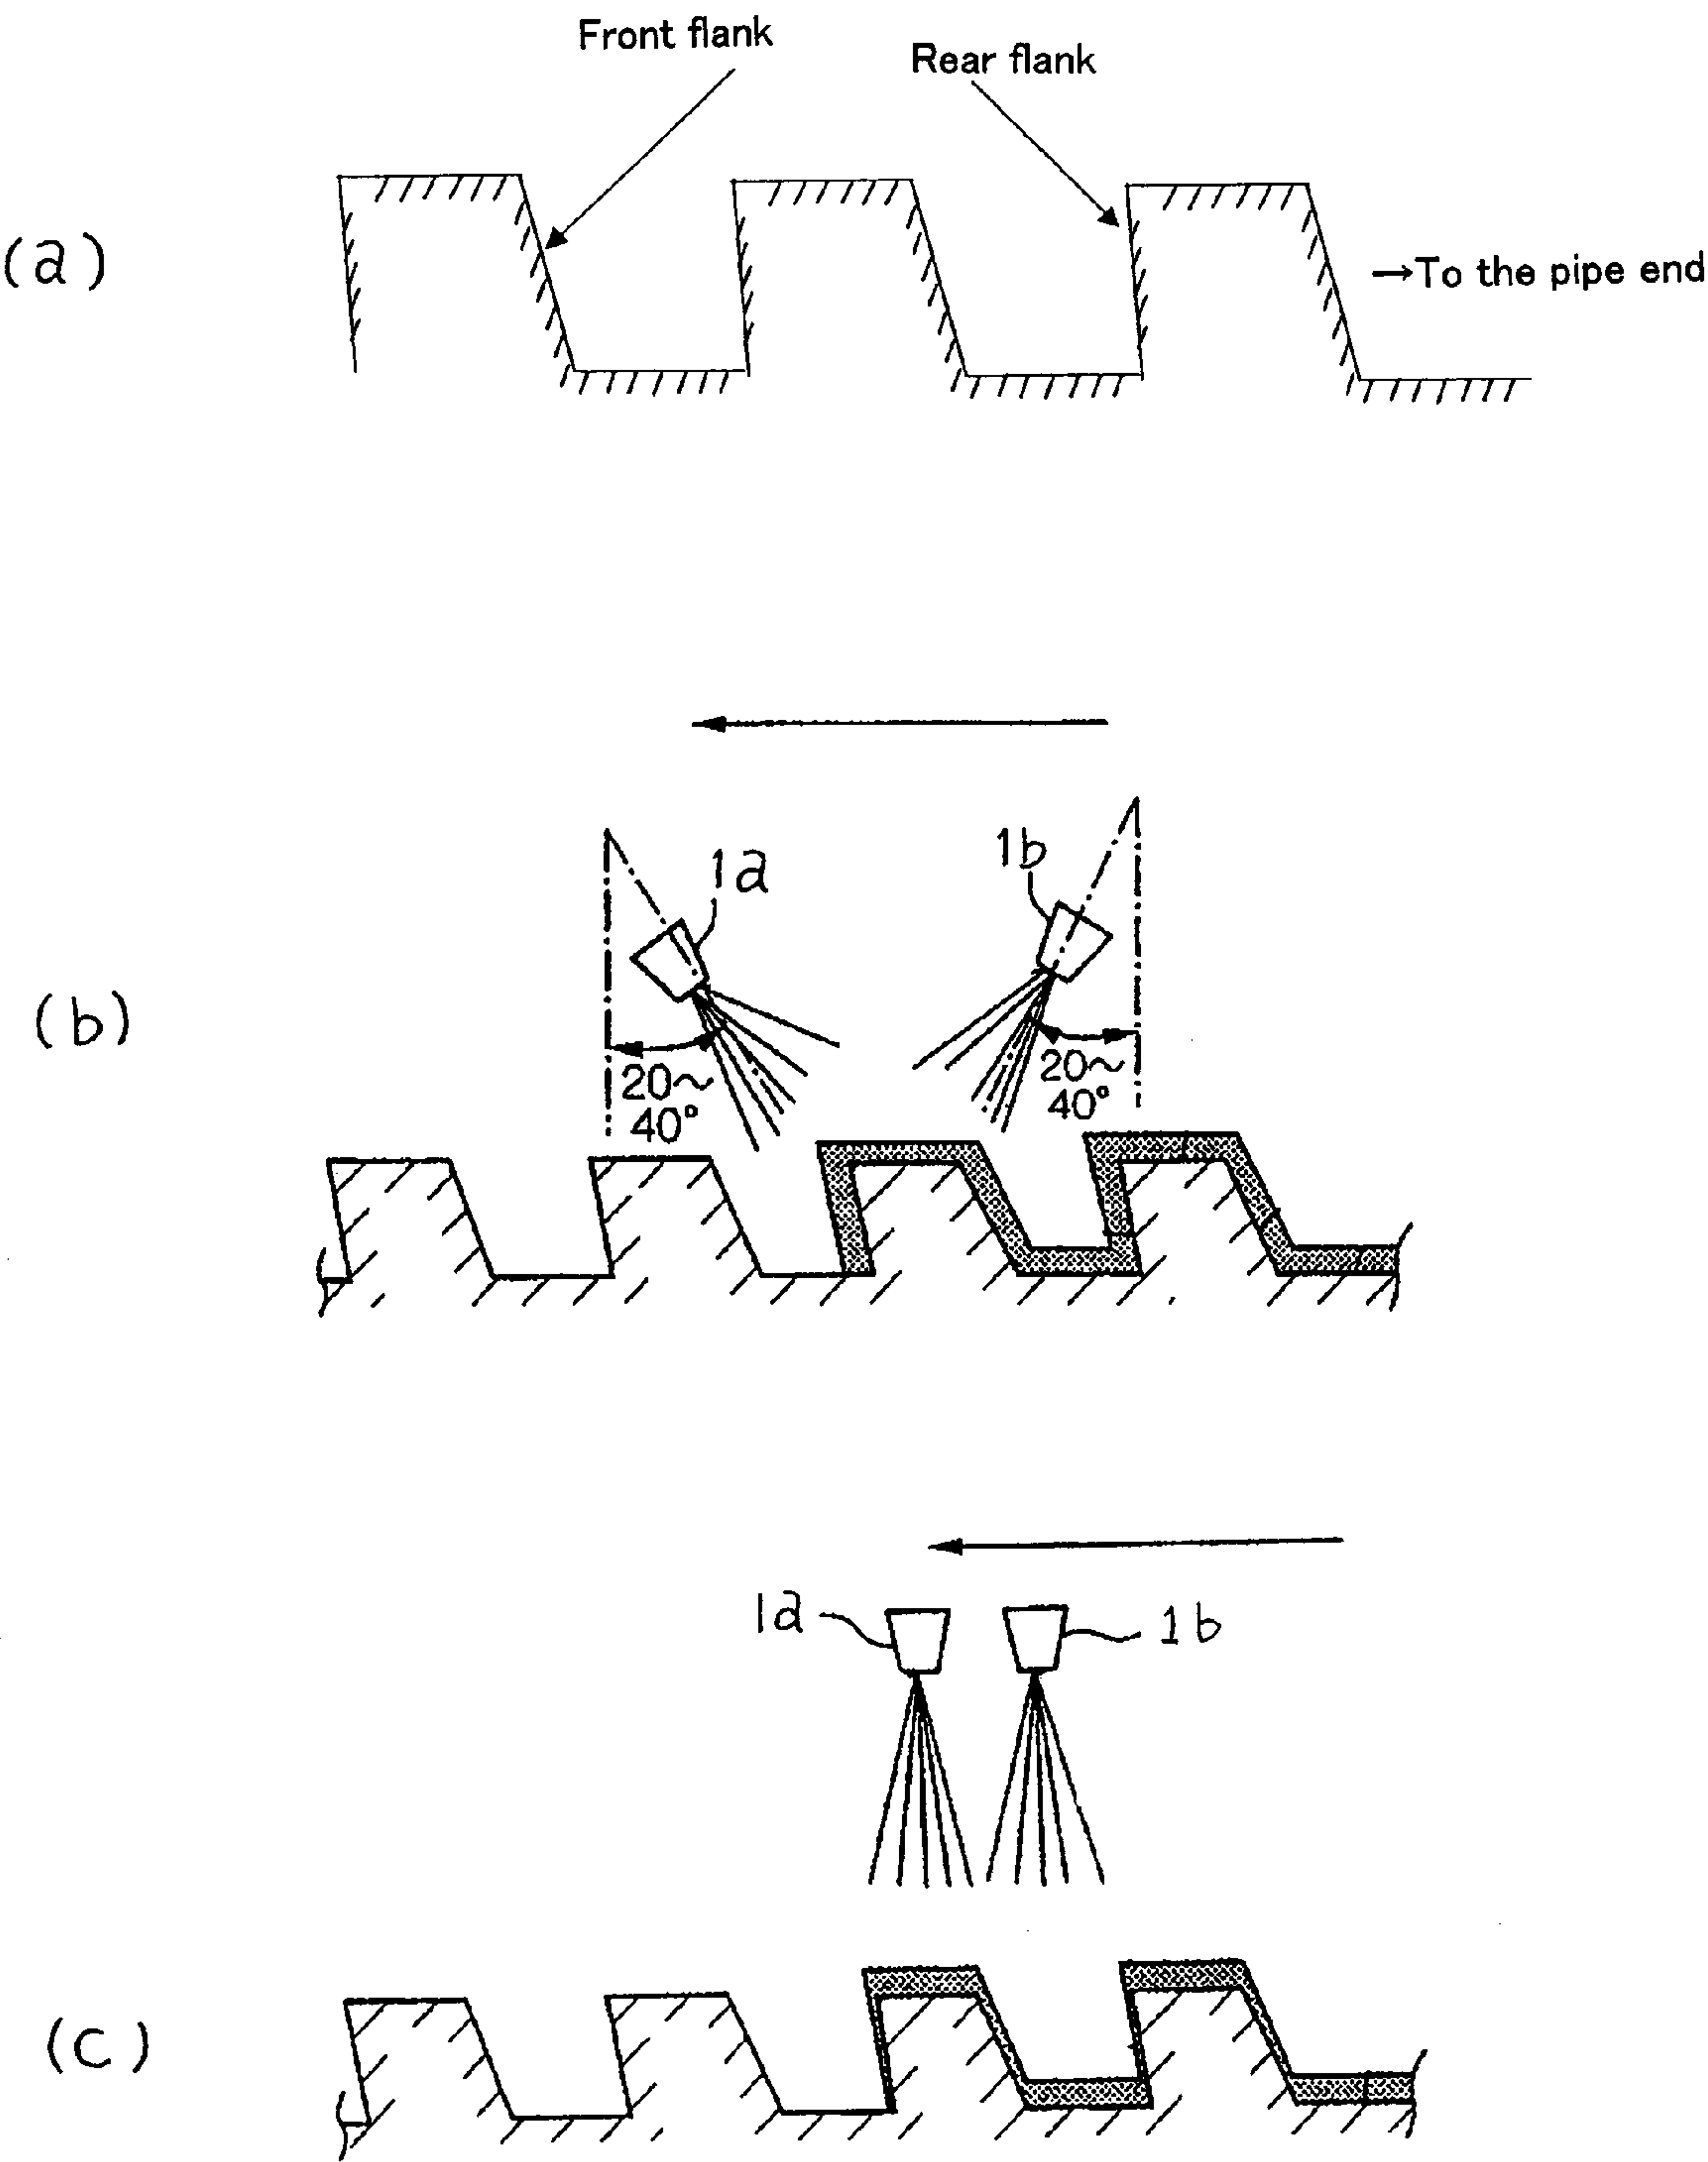 Front flank
Rear flank
(a)
→To the pipe end
1a
1b
(b)
20~
40°
20~
40°
1a
1b
(c)